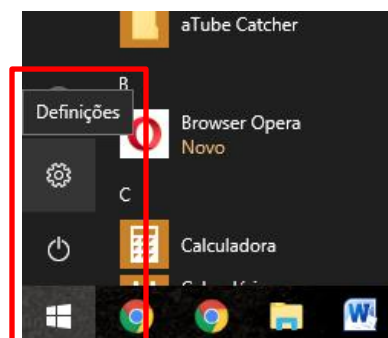 aTube Catcher
B
Definições
Browser Opera
Novo
C
Calculadora
W